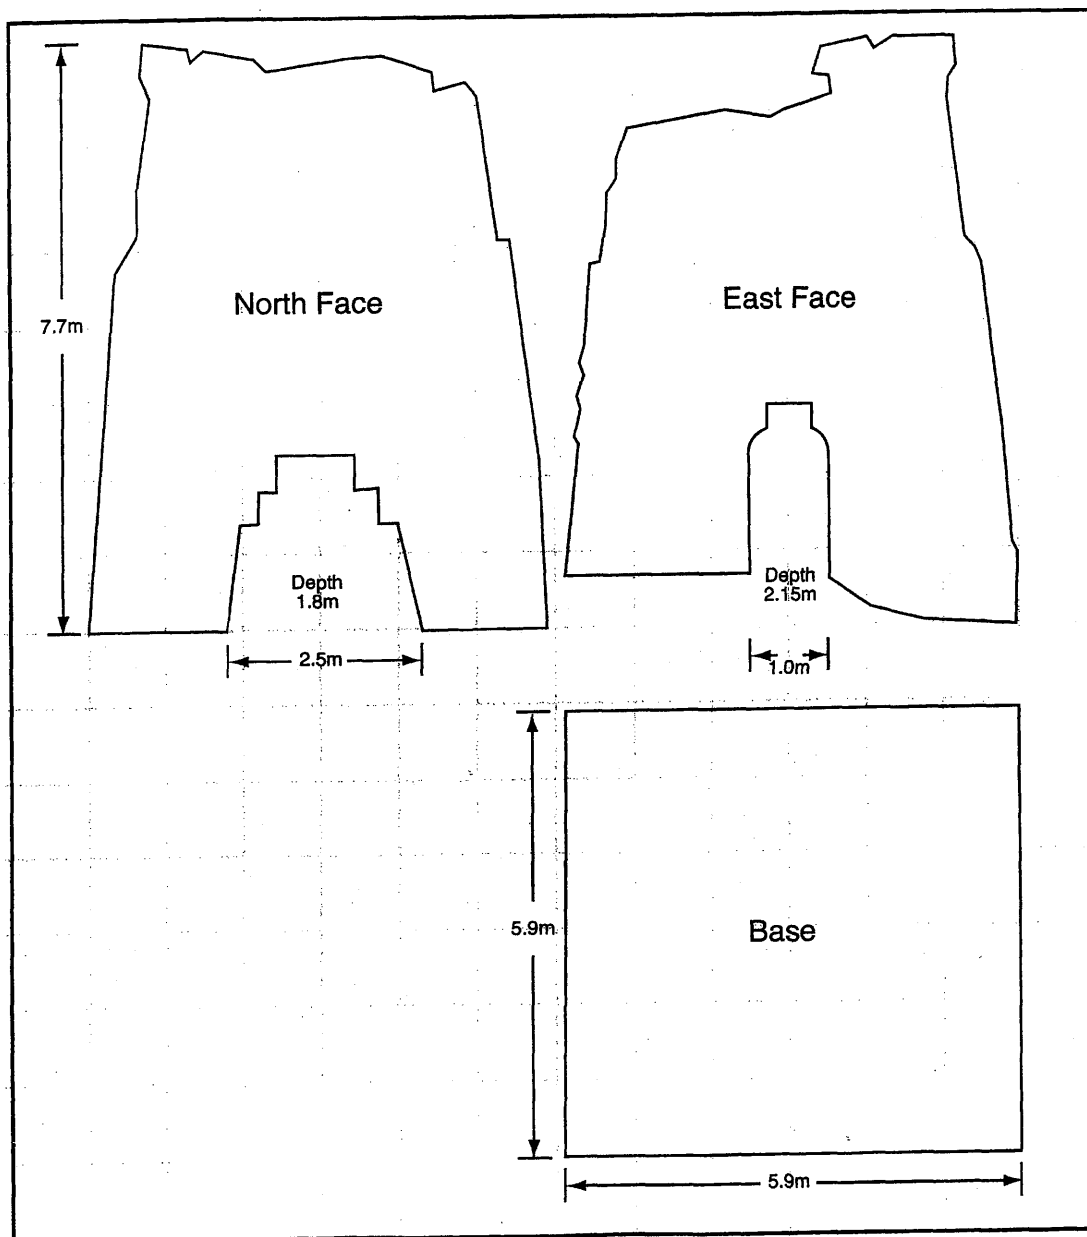 North Face
East Face
7.7m
Depth
1.8m
Depth
2.15m
2.5m
1.0m
5.9m
Base
5.9m